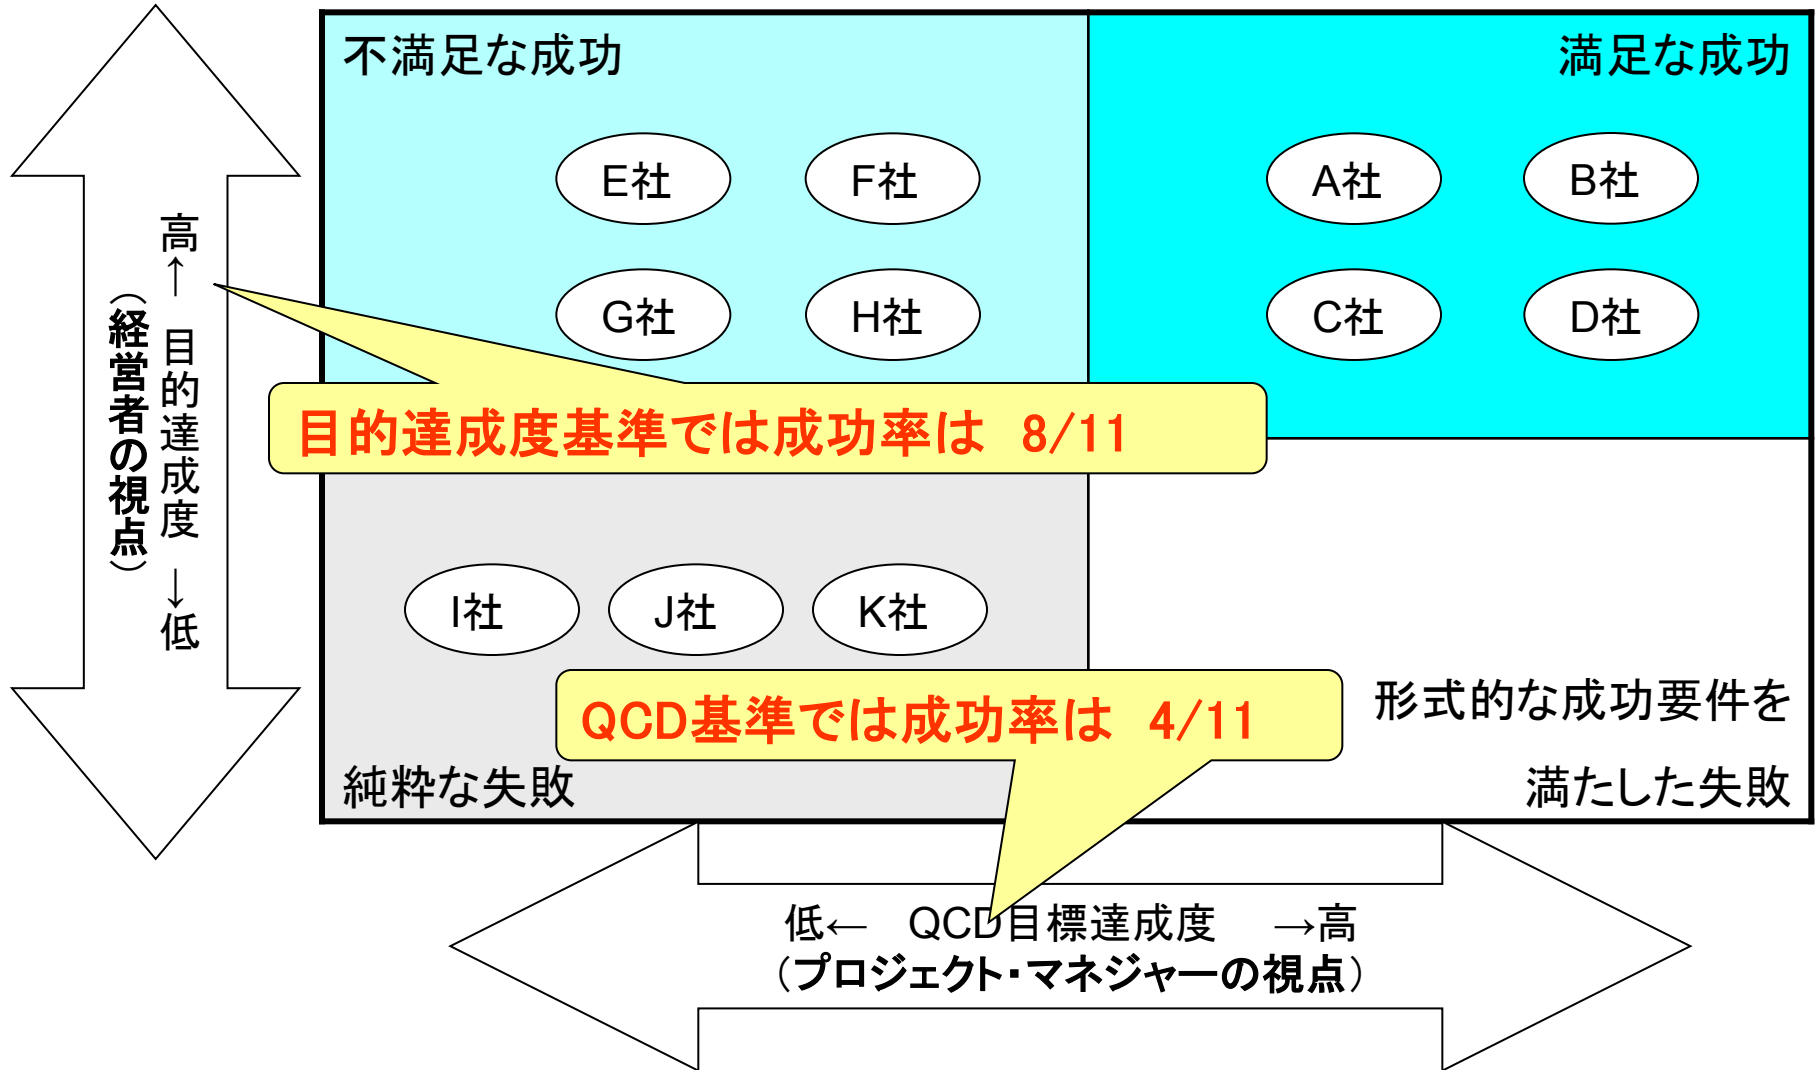 不満足な成功
満足な成功
E社
F社
A社
B社
G社
H社
C社
D社
高↑ 目的達成度 ↓低
（経営者の視点）
目的達成度基準では成功率は 8/11
I社
J社
K社
QCD基準では成功率は 4/11
形式的な成功要件を
満たした失敗
純粋な失敗
低← QCD目標達成度 →高
（プロジェクト・マネジャーの視点）